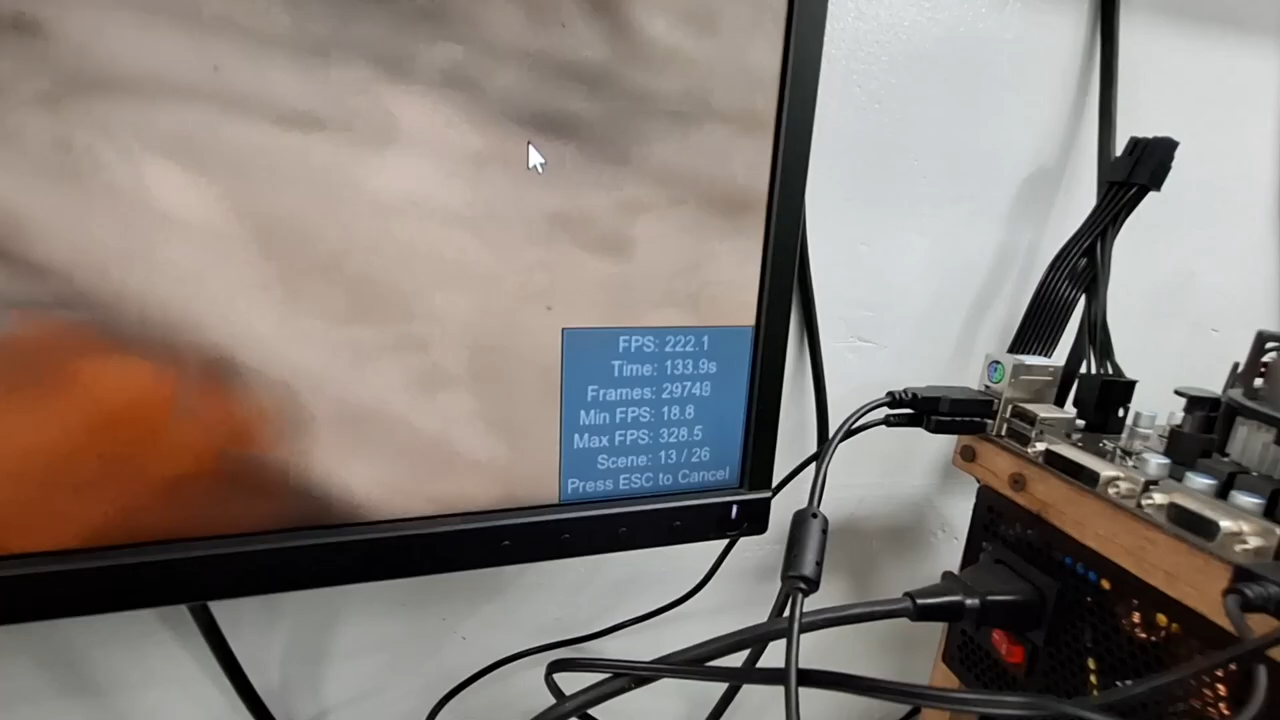 FPS: 222.1
Time: 133.9s
Frames: 29748
Min FPS: 18.8
Max FPS: 328.5
Scene: 13 / 26
Press ESC to Cancel